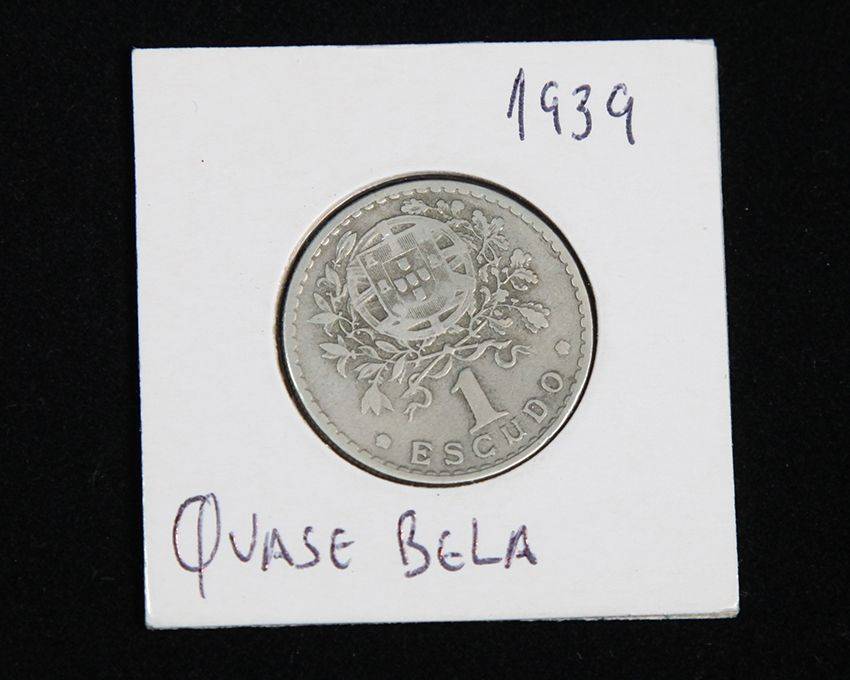 1939
1
ESCUDO
QUASE BELA